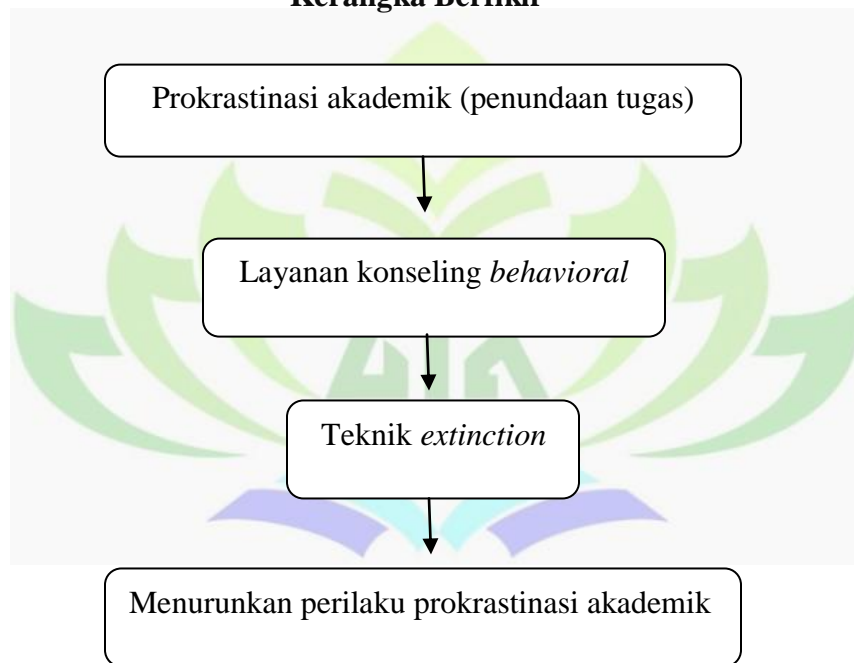 Kerangka Berfikir
Prokrastinasi akademik (penundaan tugas)
Layanan konseling behavioral
Teknik extinction
Menurunkan perilaku prokrastinasi akademik